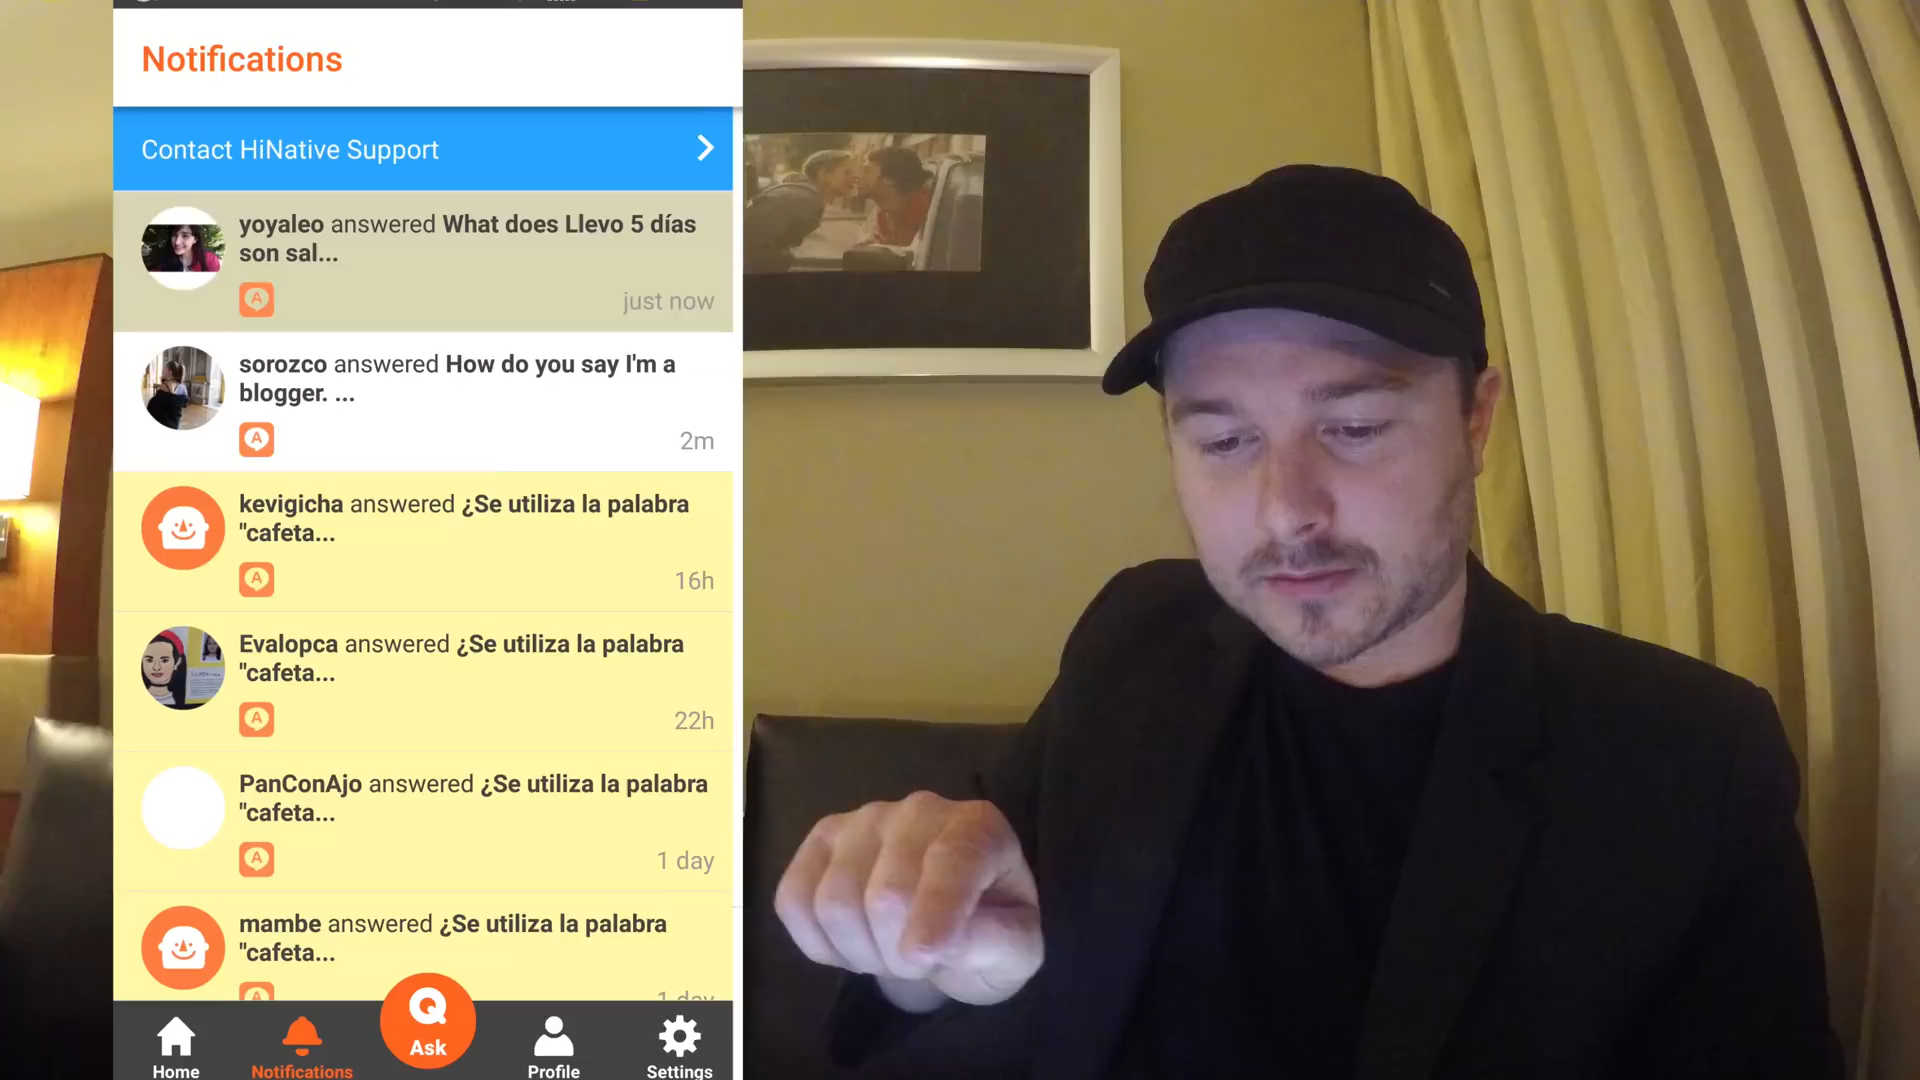 Notifications
Contact HiNative Support
yoyaleo answered What does Llevo 5 días
son sal...
A
just now
sorozco answered How do you say I'm a
blogger. ...
A
2m
kevigicha answered ¿Se utiliza la palabra
"cafeta...
A
16h
Evalopca answered ¿Se utiliza la palabra
"cafeta...
A
22h
PanConAjo answered ¿Se utiliza la palabra
"cafeta...
A
1 day
mambe answered ¿Se utiliza la palabra
"cafeta...
A
1 day
Q
Ask
Home
Notifications
Profile
Settings